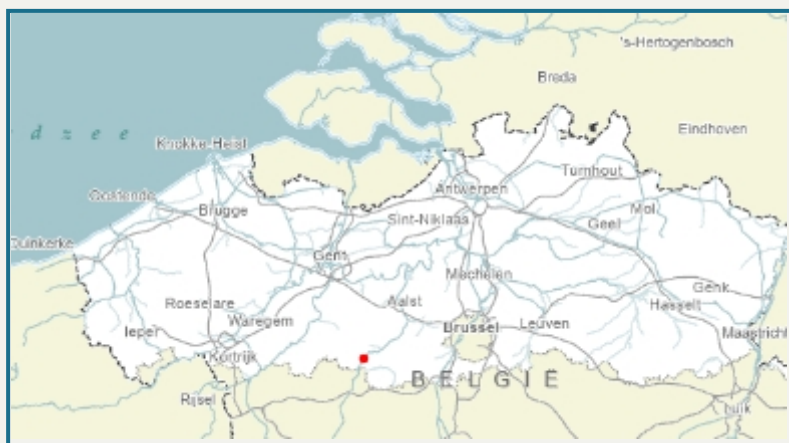 's-Hertogenbosch
Breda
d z e e
Eindhoven
Knokke-Heist
Turnhout
Oostende
Antwerpen
Brugge
Sint-Niklaas
Geel
Mol
Duinkerke
Gent
Mechelen
Genk
Roeselare
Aalst
Hasselt
Ieper
Waregem
Brussel
Leuven
Maastricht
Kortrijk
BELGIË
Rijsel
Luik